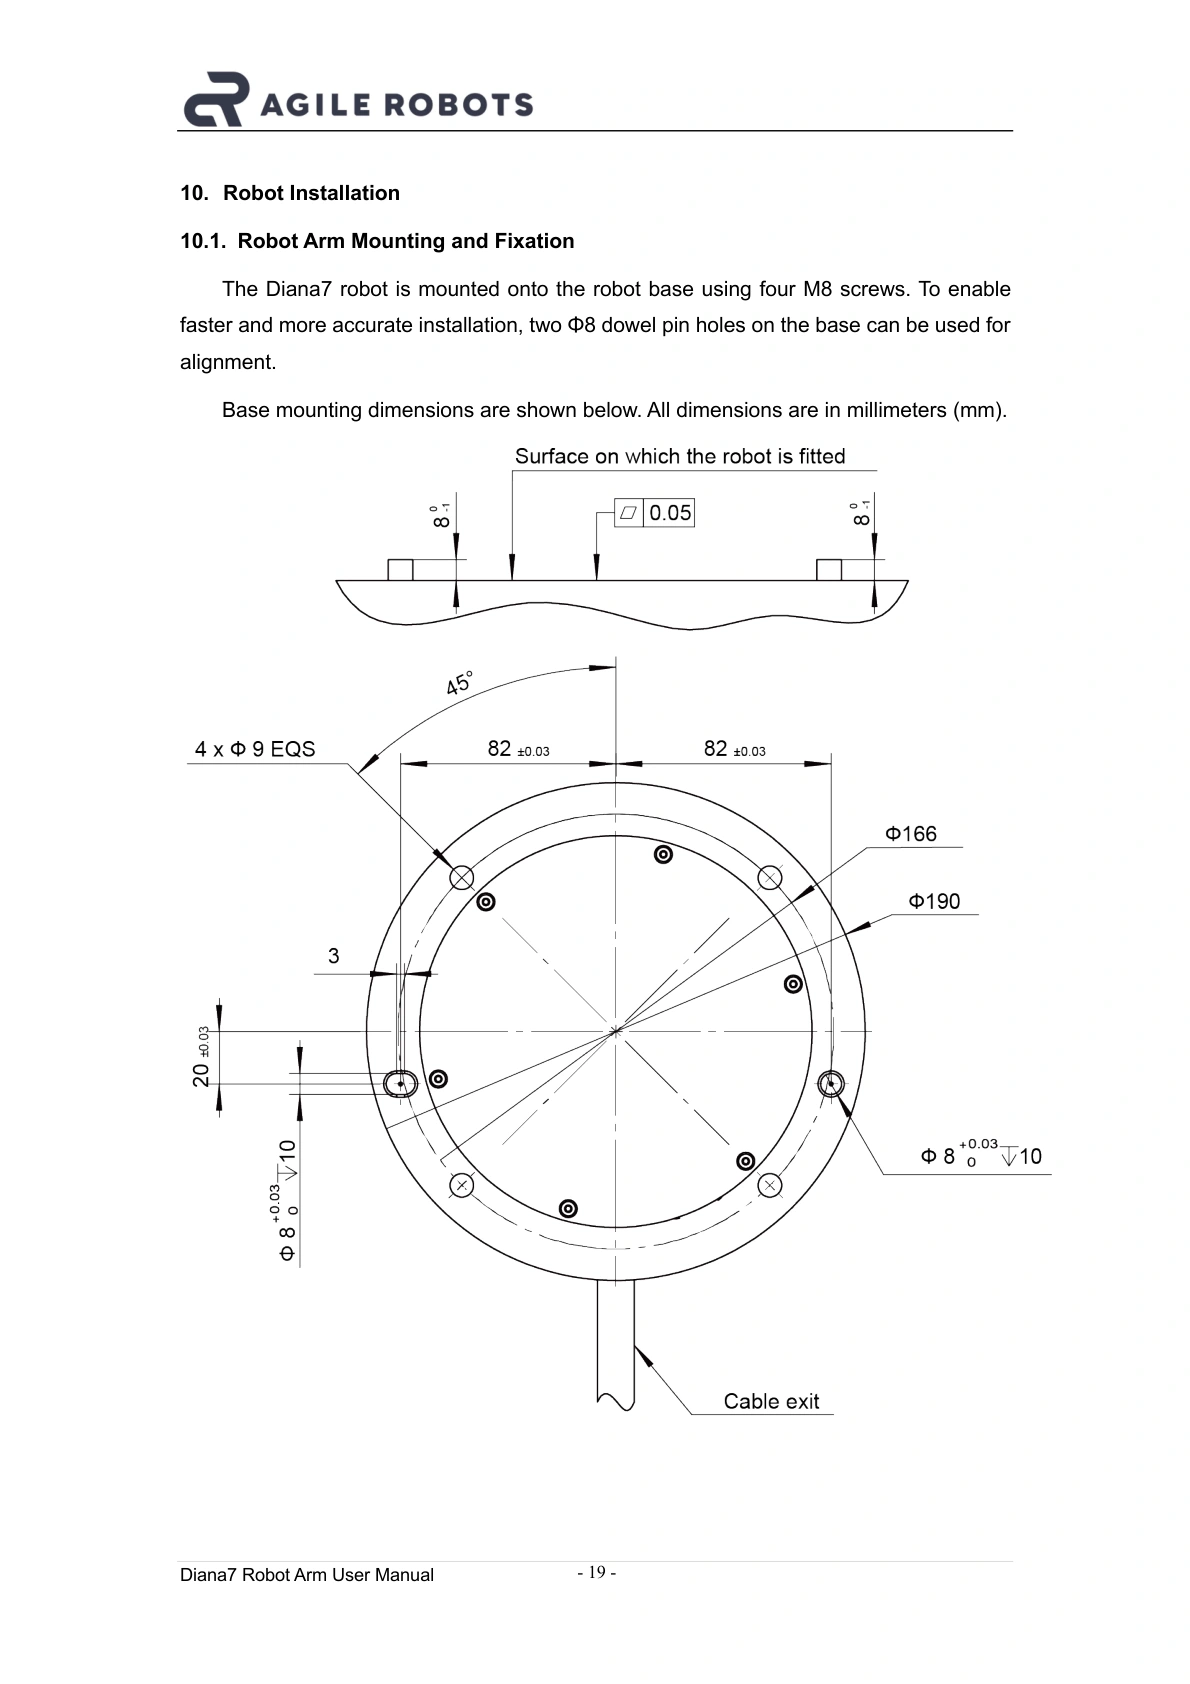 AGILE ROBOTS
10. Robot Installation
10.1. Robot Arm Mounting and Fixation
The Diana7 robot is mounted onto the robot base using four M8 screws. To enable
faster and more accurate installation, two Φ8 dowel pin holes on the base can be used for
alignment.
Base mounting dimensions are shown below. All dimensions are in millimeters (mm).
Surface on which the robot is fitted
8 0 -1
0.05
8 0 -1
45°
4 x Φ 9 EQS
82 ±0.03
82 ±0.03
Φ166
Φ190
3
20 ±0.03
Φ 8 +0.03 0 ↧10
Φ 8 +0.03 0 ↧10
Cable exit
Diana7 Robot Arm User Manual
- 19 -